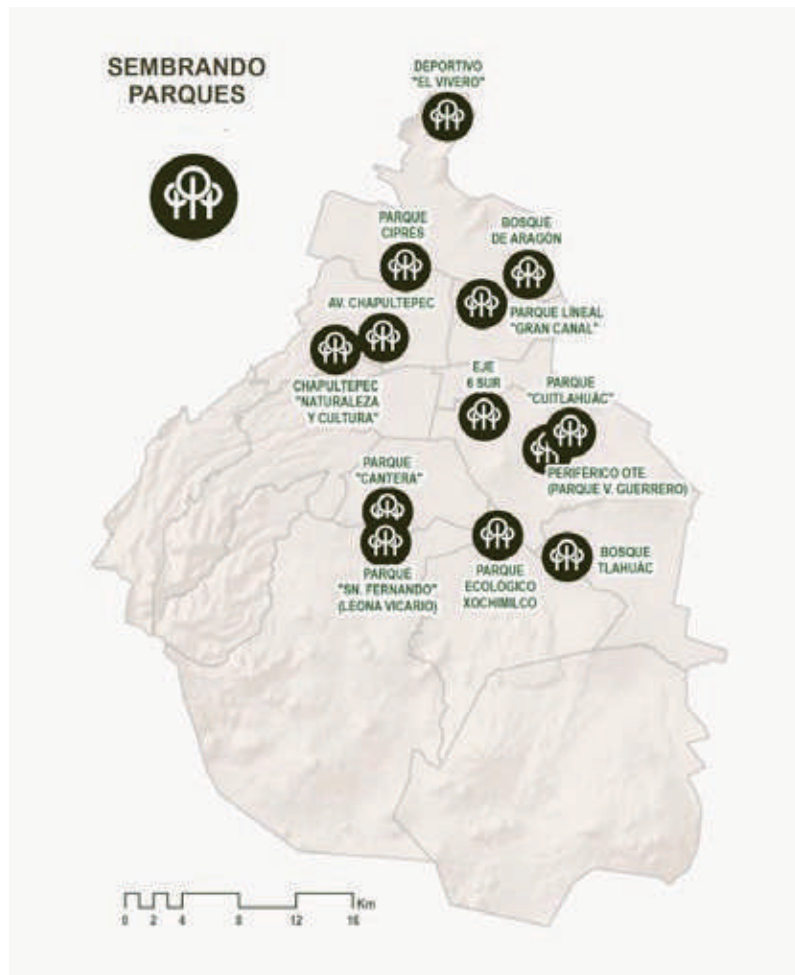 SEMBRANDO
PARQUES
DEPORTIVO
"EL VIVERO"
PARQUE
CIPRÉS
BOSQUE
DE ARAGÓN
AV. CHAPULTEPEC
PARQUE LÍNEAL
"GRAN CANAL"
CHAPULTEPEC
"NATURALEZA
Y CULTURA"
EJE
6 SUR
PARQUE
"CUITLAHUÁC"
PERIFÉRICO OTE.
(PARQUE V. GUERRERO)
PARQUE
"CANTERA"
PARQUE
"SN. FERNANDO"
(LEONA VICARIO)
PARQUE
ECOLÓGICO
XOCHIMILCO
BOSQUE
TLAHUÁC
Km
0 2 4 8 12 16